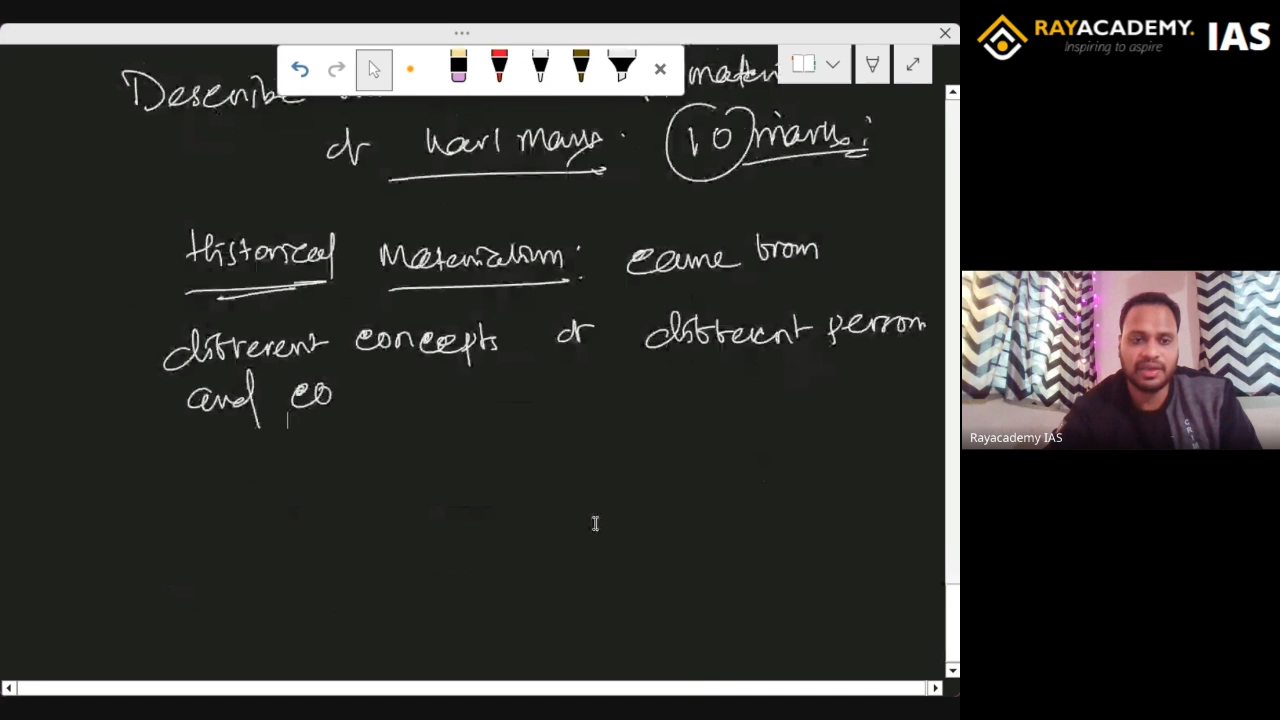 RAYACADEMY. IAS
Inspiring to aspire
Describe
of Karl Marx. 10 marks:
Historical Materialism: came from
different concepts of different person
and co
Rayacademy IAS